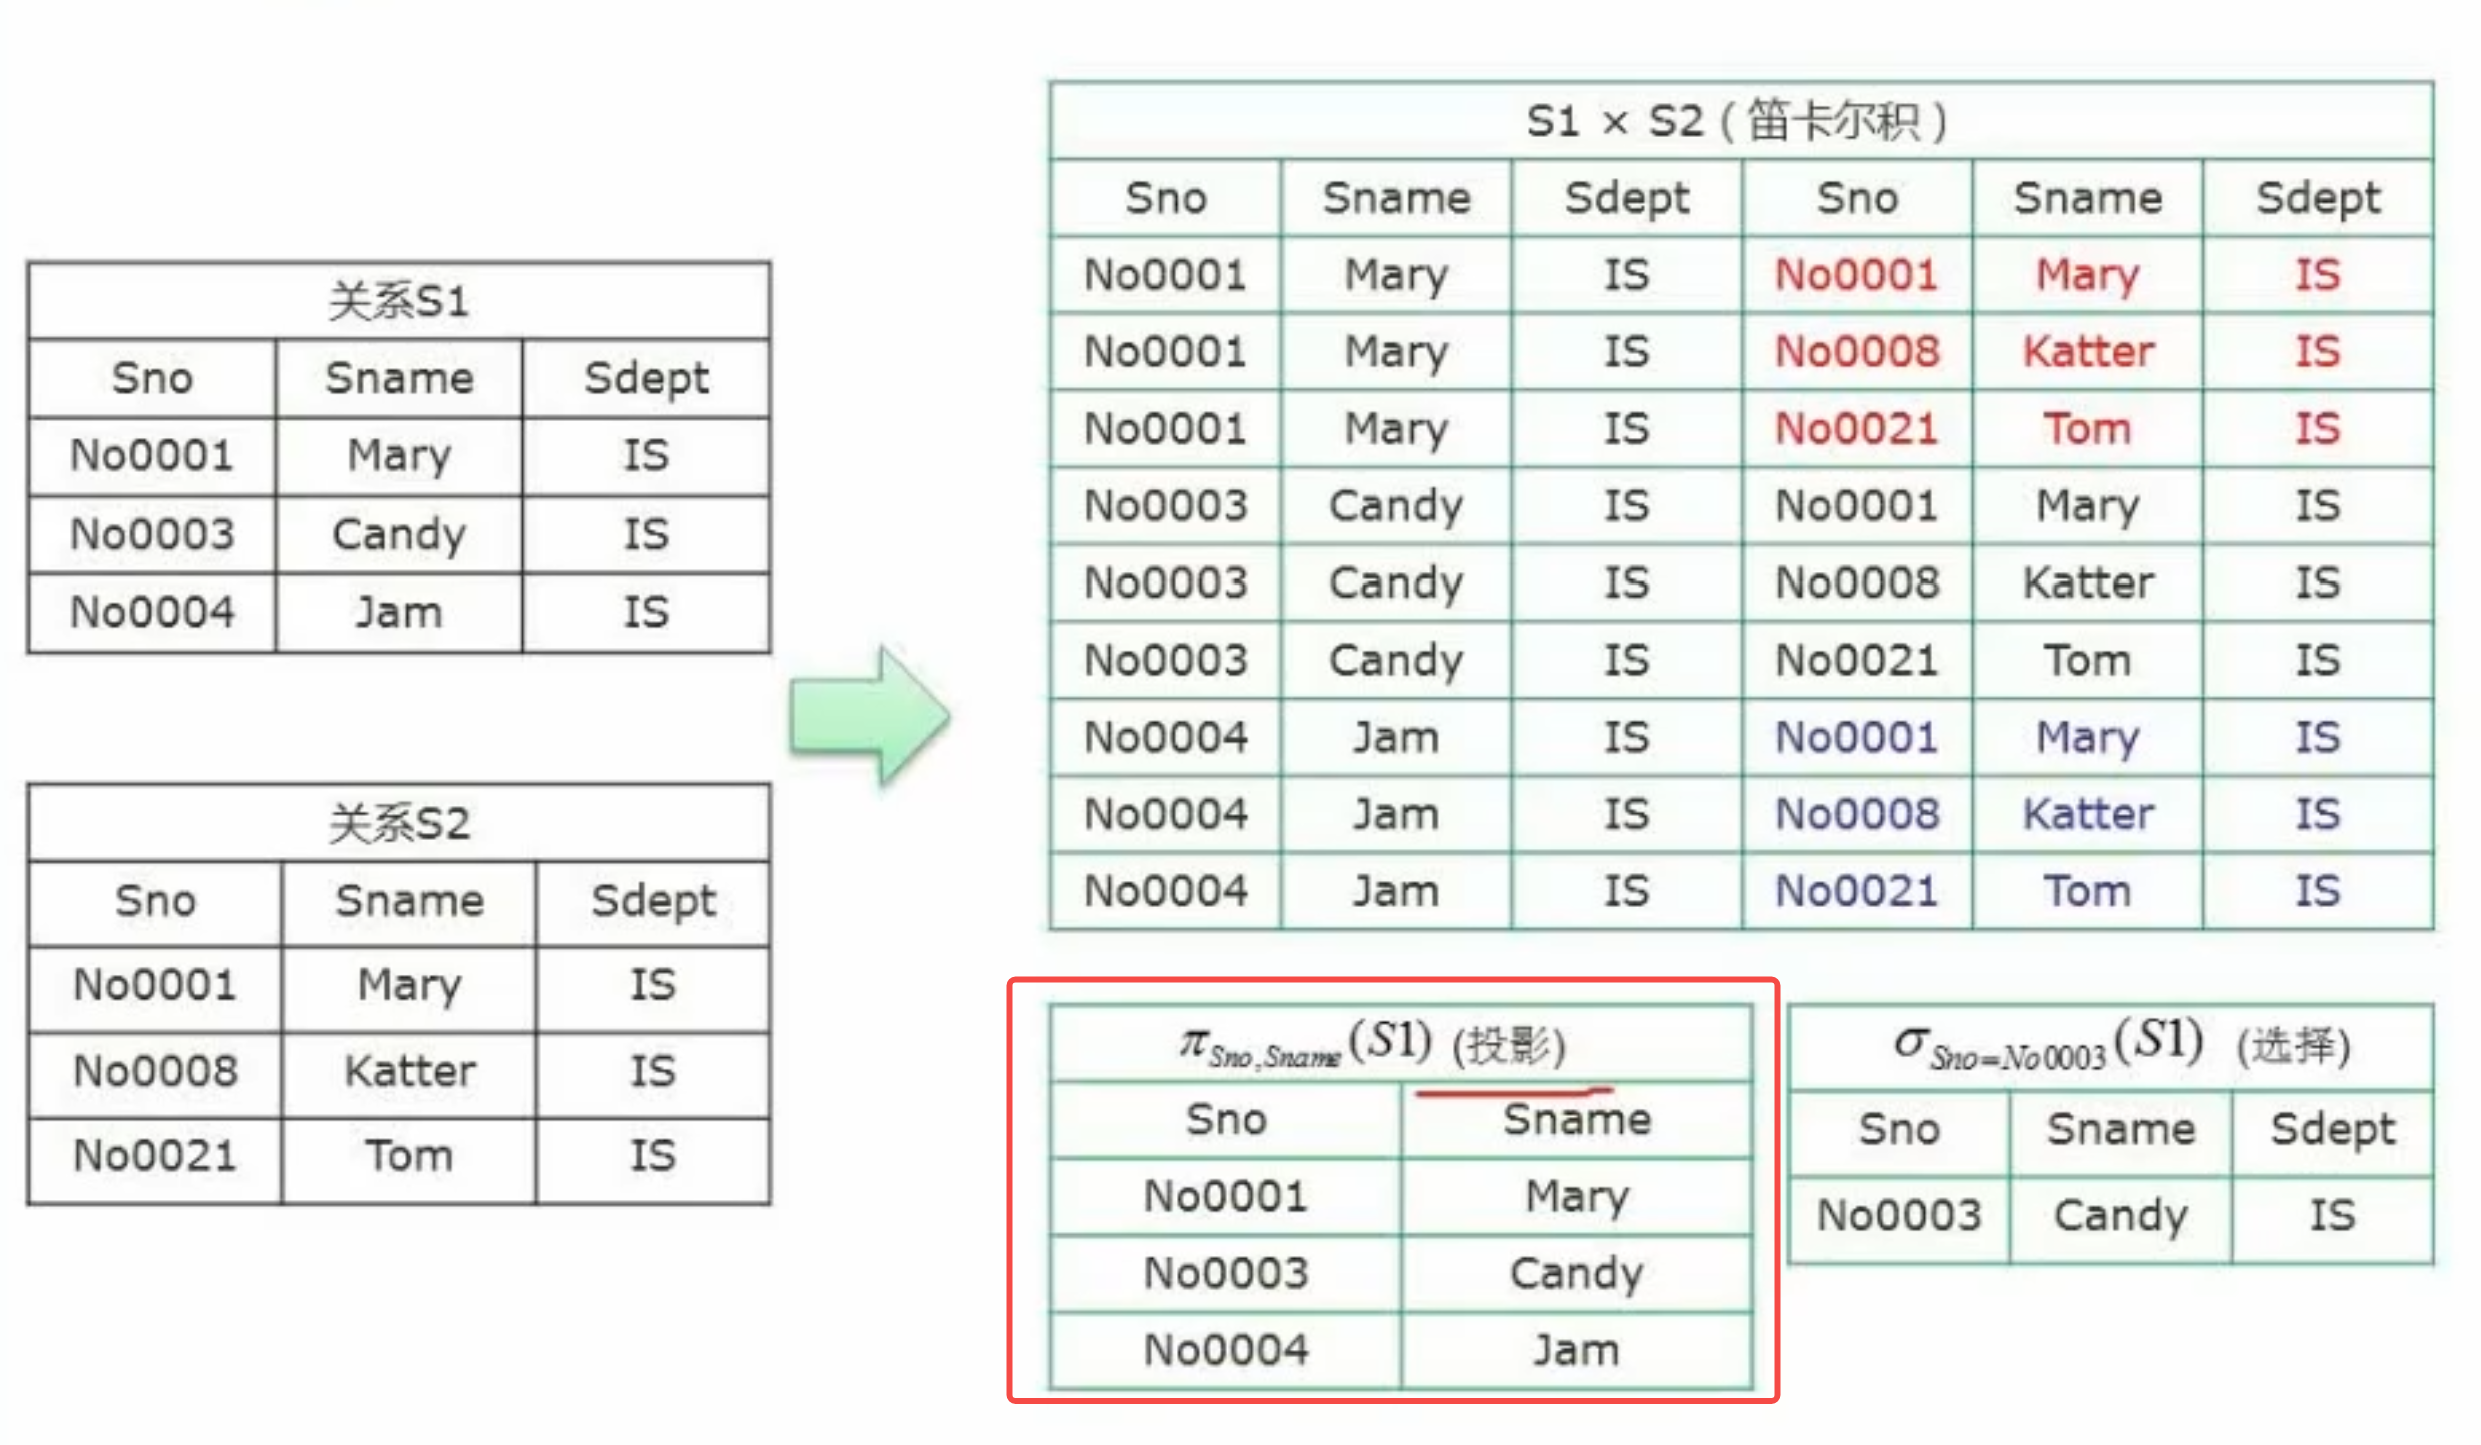 关系S1
Sno Sname Sdept
No0001 Mary IS
No0003 Candy IS
No0004 Jam IS
关系S2
Sno Sname Sdept
No0001 Mary IS
No0008 Katter IS
No0021 Tom IS
S1 × S2 ( 笛卡尔积 )
Sno Sname Sdept Sno Sname Sdept
No0001 Mary IS No0001 Mary IS
No0001 Mary IS No0008 Katter IS
No0001 Mary IS No0021 Tom IS
No0003 Candy IS No0001 Mary IS
No0003 Candy IS No0008 Katter IS
No0003 Candy IS No0021 Tom IS
No0004 Jam IS No0001 Mary IS
No0004 Jam IS No0008 Katter IS
No0004 Jam IS No0021 Tom IS
π Sno,Sname (S1) (投影)
Sno Sname
No0001 Mary
No0003 Candy
No0004 Jam
σ Sno=No0003 (S1) (选择)
Sno Sname Sdept
No0003 Candy IS